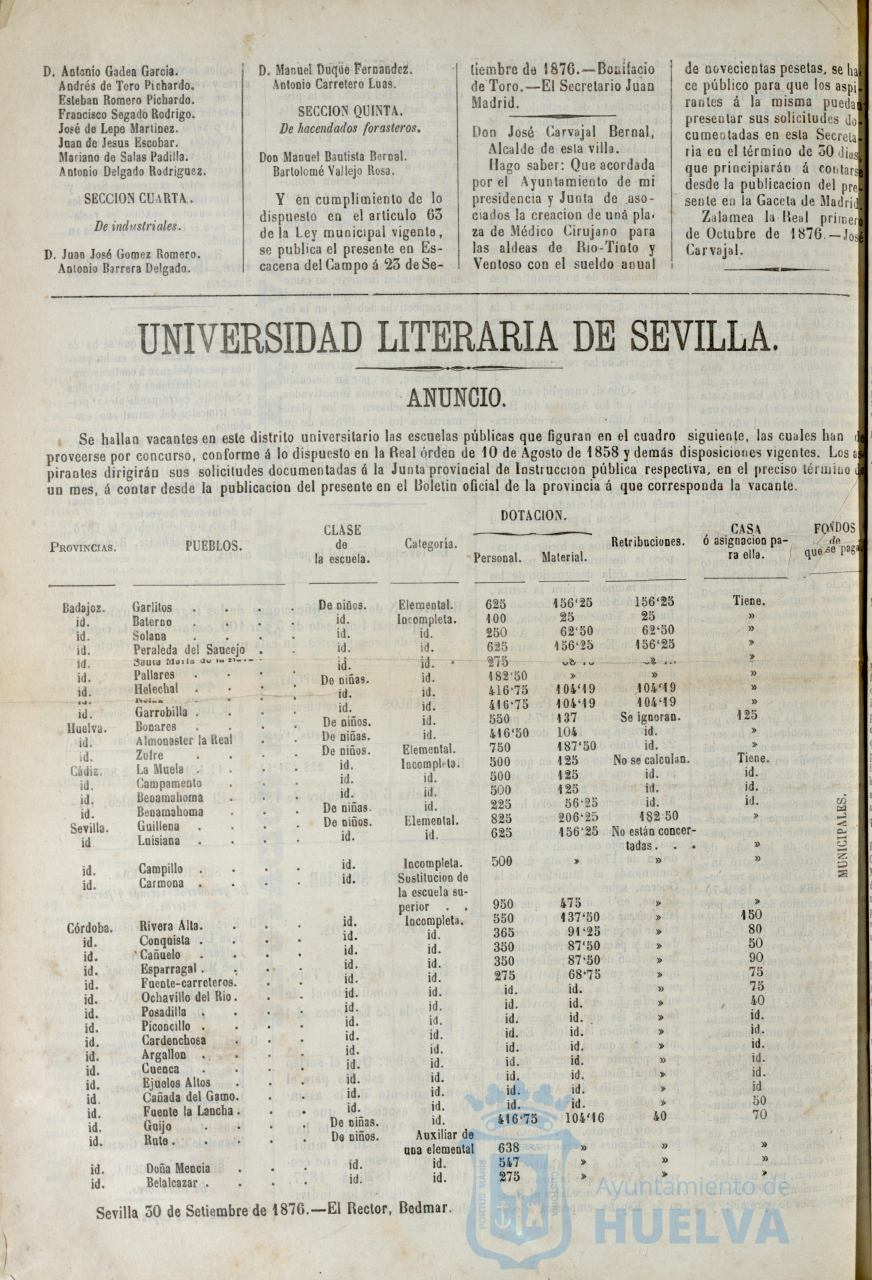 D. Antonio Gadea Garcia.
Andrés de Toro Pichardo.
Esteban Romero Pichardo.
Francisco Segado Rodrigo.
José de Lepe Martinez.
Juan de Jesus Escobar.
Mariano de Salas Padilla.
Antonio Delgado Rodriguez.
SECCION CUARTA.
De industriales.
D. Juan José Gomez Romero.
Antonio Barrera Delgado.
D. Manuel Duque Fernandez.
Antonio Carretero Luas.
SECCION QUINTA.
De hacendados forasteros.
Don Manuel Bautista Bernal.
Bartolomé Vallejo Rosa.
Y en cumplimiento de lo
dispuesto en el artículo 63
de la Ley municipal vigente,
se publica el presente en Es-
cacena del Campo á 23 de Se-
tiembre de 1876.—Bonifacio
de Toro.—El Secretario Juan
Madrid.
Don José Carvajal Bernal,
Alcalde de esta villa.
Hago saber: Que acordada
por el Ayuntamiento de mi
presidencia y Junta de aso-
ciados la creacion de una pla-
za de Médico Cirujano para
las aldeas de Rio-Tinto y
Ventoso con el sueldo anual
de novecientas pesetas, se ha-
ce público para que los aspi-
rantes á la misma puedan
presentar sus solicitudes do-
cumentadas en esta Secreta-
ria en el término de 30 dias,
que principiarán á contarse
desde la publicacion del pre-
sente en la Gaceta de Madrid.
Zalamea la Real primero
de Octubre de 1876.—José
Carvajal.
UNIVERSIDAD LITERARIA DE SEVILLA.
ANUNCIO.
Se hallan vacantes en este distrito universitario las escuelas públicas que figuran en el cuadro siguiente, las cuales han de
proveerse por concurso, conforme á lo dispuesto en la Real órden de 10 de Agosto de 1858 y demás disposiciones vigentes. Los as-
pirantes dirigirán sus solicitudes documentadas á la Junta provincial de Instruccion pública respectiva, en el preciso término de
un mes, á contar desde la publicacion del presente en el Boletin oficial de la provincia á que corresponda la vacante.
PROVINCIAS. PUEBLOS. CLASE de la escuela. Categoría. DOTACION. Personal. Material. Retribuciones. CASA ó asignacion pa- ra ella. FONDOS de que se paga
Badajoz. Garlitos . . . . De niños. Elemental. 625 156'25 156'25 Tiene.
id. Baterno . . . . id. Incompleta. 100 25 25 »
id. Solana . . . . id. id. 250 62'50 62'50 »
id. Peraleda del Saucejo . . id. id. 625 156'25 156'25 »
id. Santa Maria de la id. id. 275 »
id. Pallares . . . . De niñas. id. 182'50 » » »
id. Helechal . . . . id. id. 416'75 104'19 104'19 »
id. Garrobilla . . . id. id. 416'75 104'19 104'19
Huelva. Bonares . . . . De niños. id. 550 137 Se ignoran. 125
id. Almonaster la Real . . De niñas. id. 416'50 104 id. »
id. Zufre . . . . De niños. Elemental. 750 187'50 id. »
Cádiz. La Muela . . . . id. Incompleta. 500 125 No se calculan. Tiene.
id. Campamento . . . id. id. 500 125 id. id.
id. Benamahoma . . . id. id. 500 125 id. id.
id. Benamahoma . . . De niñas. id. 225 56'25 id. id.
Sevilla. Guillena . . . . De niños. Elemental. 825 206'25 182 50 »
id Luisiana . . . . id. id. 625 156'25 No están concer-
tadas. . . »
id. Campillo . . . . id. Incompleta. 500 » » »
id. Carmona . . . . id. Sustitucion de
la escuela su-
perior . . 950 475 » »
Córdoba. Rivera Alta. . . . id. Incompleta. 550 137'50 » 150
id. Conquista . . . . id. id. 365 91'25 » 80
id. Cañuelo . . . . id. id. 350 87'50 » 50
id. Esparragal . . . . id. id. 350 87'50 » 90
id. Fuente-carreteros. . . id. id. 275 68'75 » 75
id. Ochavillo del Rio. . . id. id. id. id. » 75
id. Posadilla . . . . id. id. id. id. » 40
id. Piconcillo . . . . id. id. id. id. » id.
id. Cardenchosa . . . id. id. id. id. » id.
id. Argallon . . . . id. id. id. id. » id.
id. Cuenca . . . . id. id. id. id. » id.
id. Ejuelos Altos . . . id. id. id. id. » id.
id. Cañada del Gamo. . . id. id. id. id. » id
id. Fuente la Lancha . . . id. id. id. id. » 50
id. Guijo . . . . De niñas. id. 416'75 104'16 40 70
id. Rute . . . . De niños. Auxiliar de
una elemental 638 » » »
id. Doña Mencia . . . id. id. 547 » » »
id. Belalcazar . . . . id. id. 275 » » »
MUNICIPALES.
Sevilla 30 de Setiembre de 1876.—El Rector, Bedmar.
Ayuntamiento de
HUELVA